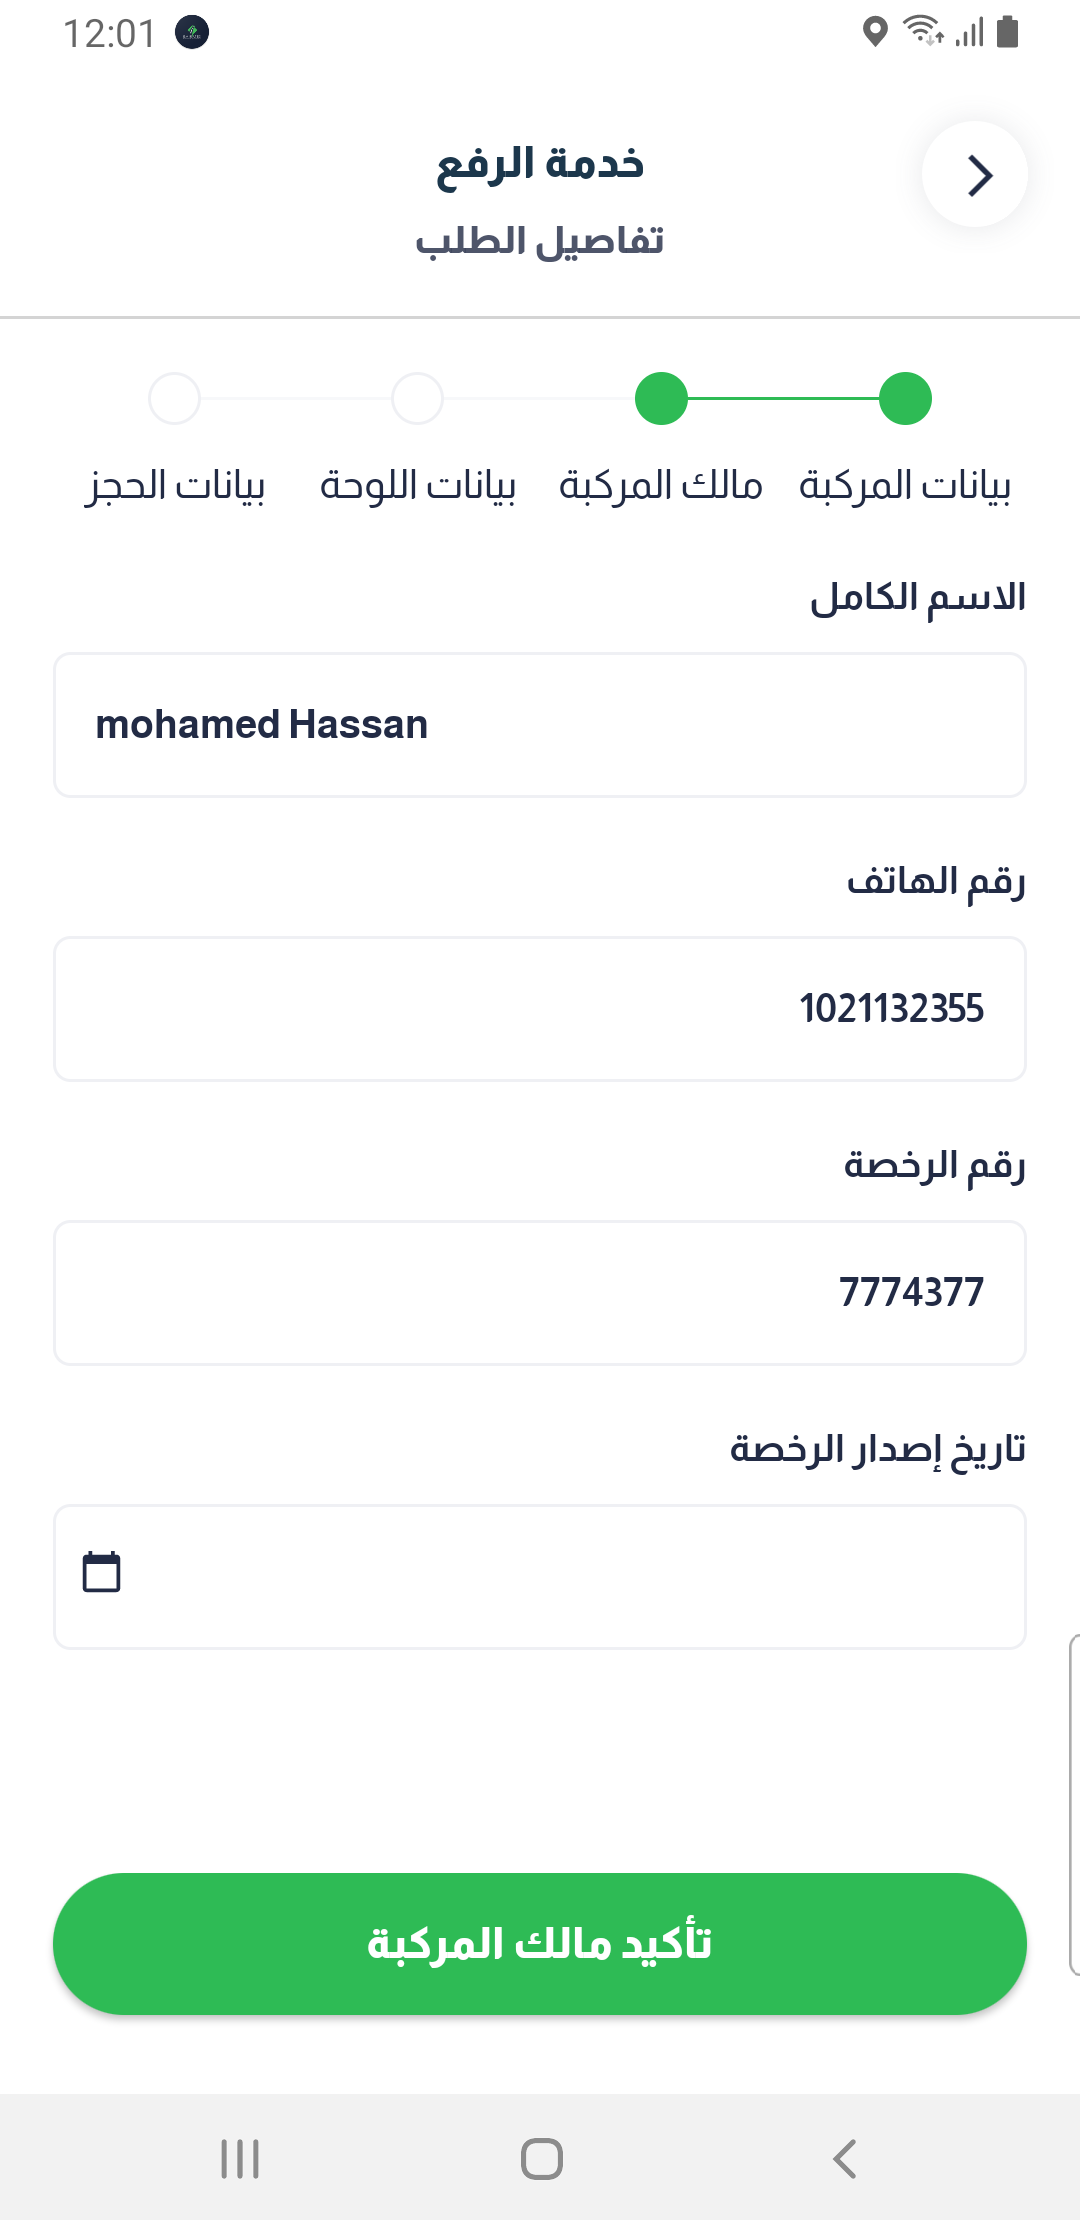 12:01
خدمة الرفع
تفاصيل الطلب
بيانات المركبة
مالك المركبة
بيانات اللوحة
بيانات الحجز
الاسم الكامل
mohamed Hassan
رقم الهاتف
1021132355
رقم الرخصة
7774377
تاريخ إصدار الرخصة
تأكيد مالك المركبة